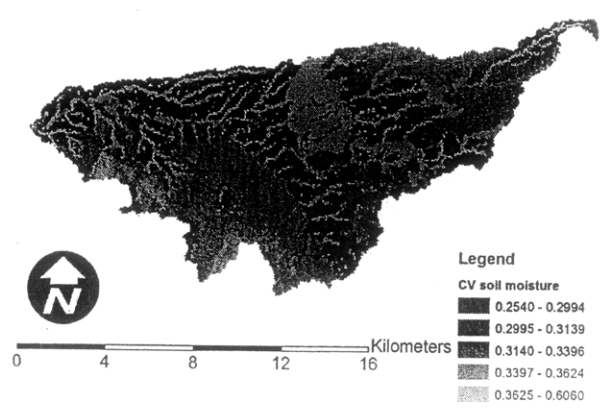 Legend
CV soil moisture
0.2540 - 0.2994
0.2995 - 0.3139
0.3140 - 0.3396
0.3397 - 0.3624
0.3625 - 0.6060
N
Kilometers
0 4 8 12 16